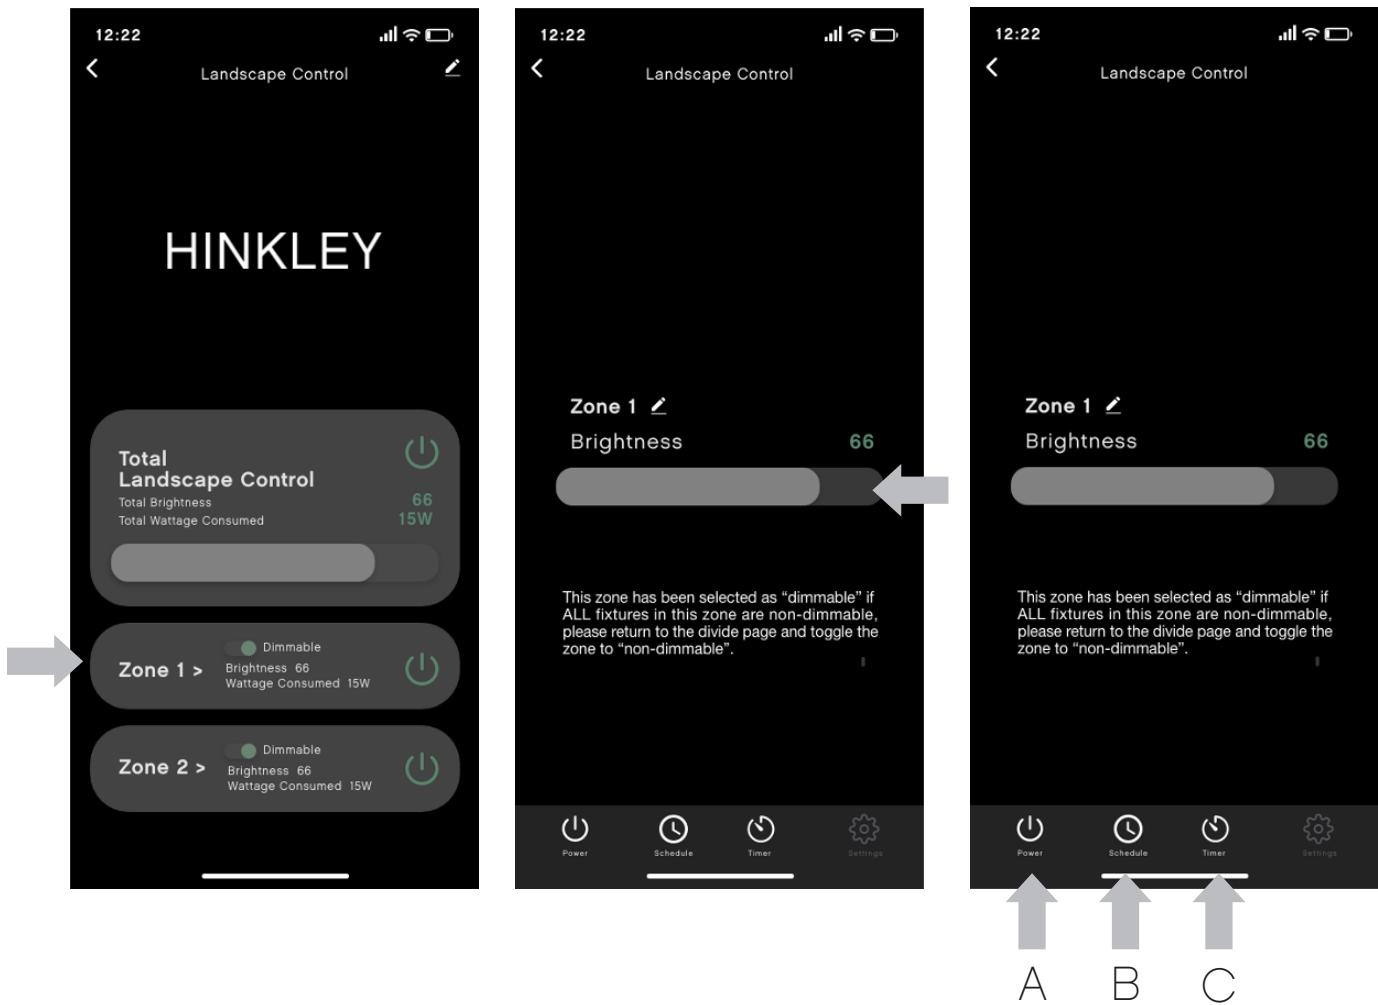 12:22
Landscape Control
HINKLEY
Total
Landscape Control
Total Brightness 66
Total Wattage Consumed 15W
Zone 1 >
Dimmable
Brightness 66
Wattage Consumed 15W
Zone 2 >
Dimmable
Brightness 66
Wattage Consumed 15W
12:22
Landscape Control
Zone 1
Brightness 66
This zone has been selected as “dimmable” if
ALL fixtures in this zone are non-dimmable,
please return to the divide page and toggle the
zone to “non-dimmable”.
Power Schedule Timer Settings
12:22
Landscape Control
Zone 1
Brightness 66
This zone has been selected as “dimmable” if
ALL fixtures in this zone are non-dimmable,
please return to the divide page and toggle the
zone to “non-dimmable”.
Power Schedule Timer Settings
A B C